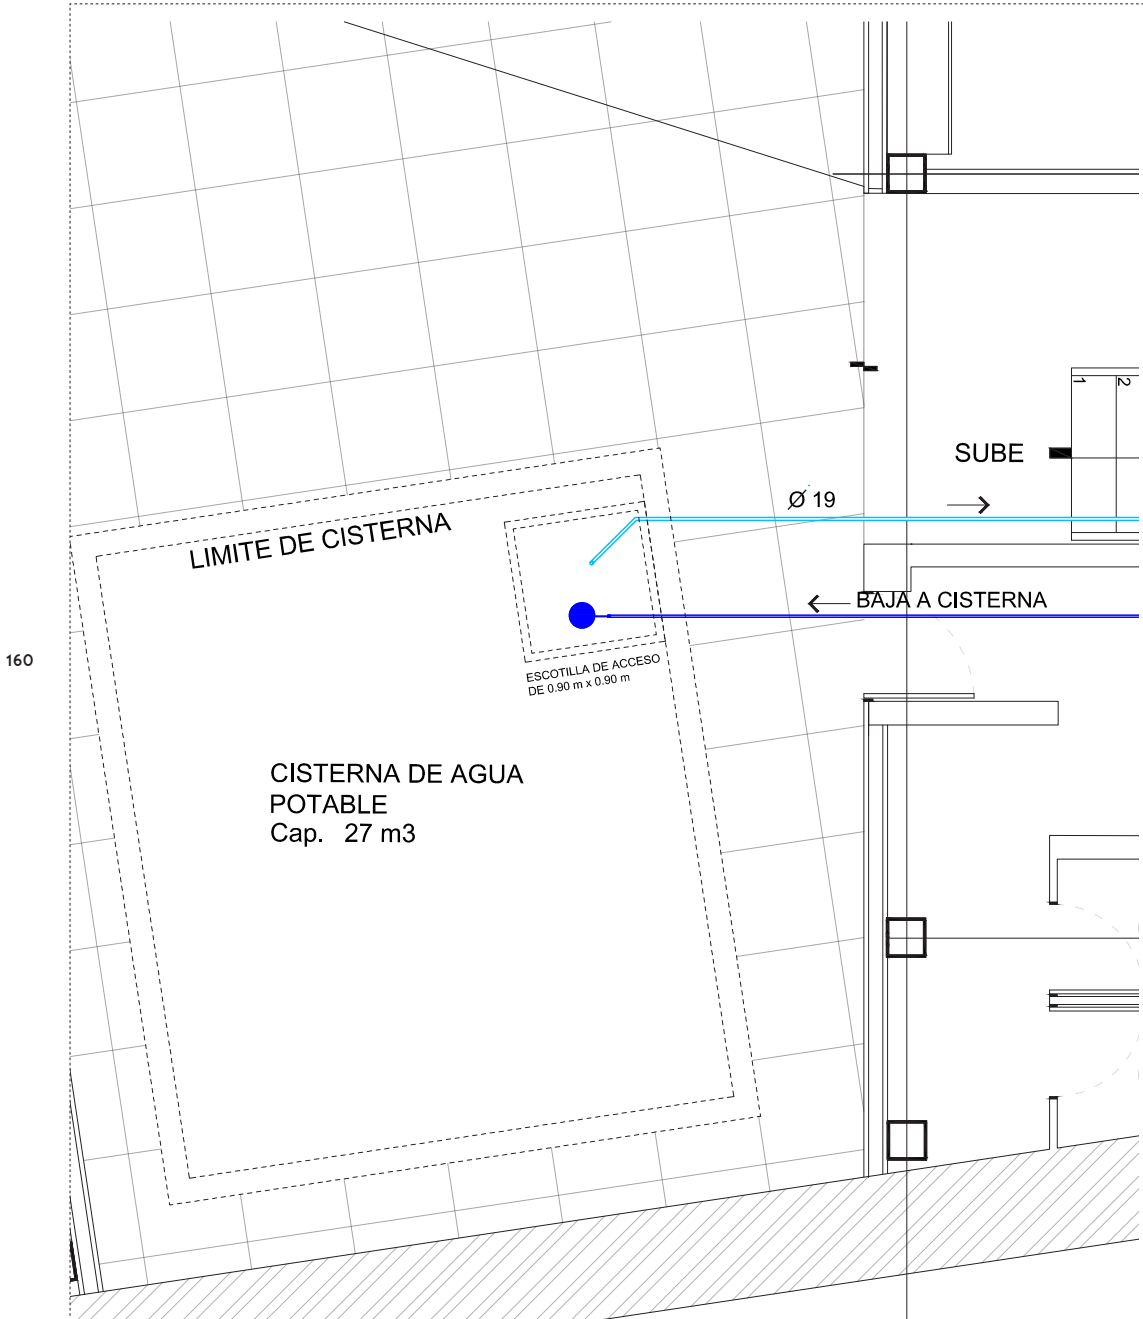 1
2
SUBE
Ø 19
LIMITE DE CISTERNA
BAJA A CISTERNA
160
ESCOTILLA DE ACCESO
DE 0.90 m x 0.90 m
CISTERNA DE AGUA
POTABLE
Cap. 27 m3